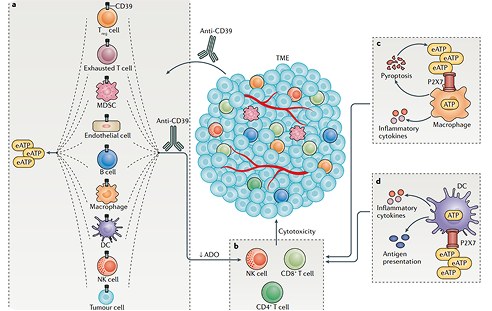 a
CD39
Treg cell
Exhausted T cell
MDSC
Endothelial cell
B cell
Macrophage
DC
NK cell
Tumour cell
eATP
eATP
eATP
Anti-CD39
Anti-CD39
TME
Cytotoxicity
↓ADO
b
NK cell
CD8⁺ T cell
CD4⁺ T cell
c
eATP
eATP
eATP
P2X7
Pyroptosis
ATP
Inflammatory
cytokines
Macrophage
d
DC
Inflammatory
cytokines
ATP
P2X7
Antigen
presentation
eATP
eATP
eATP